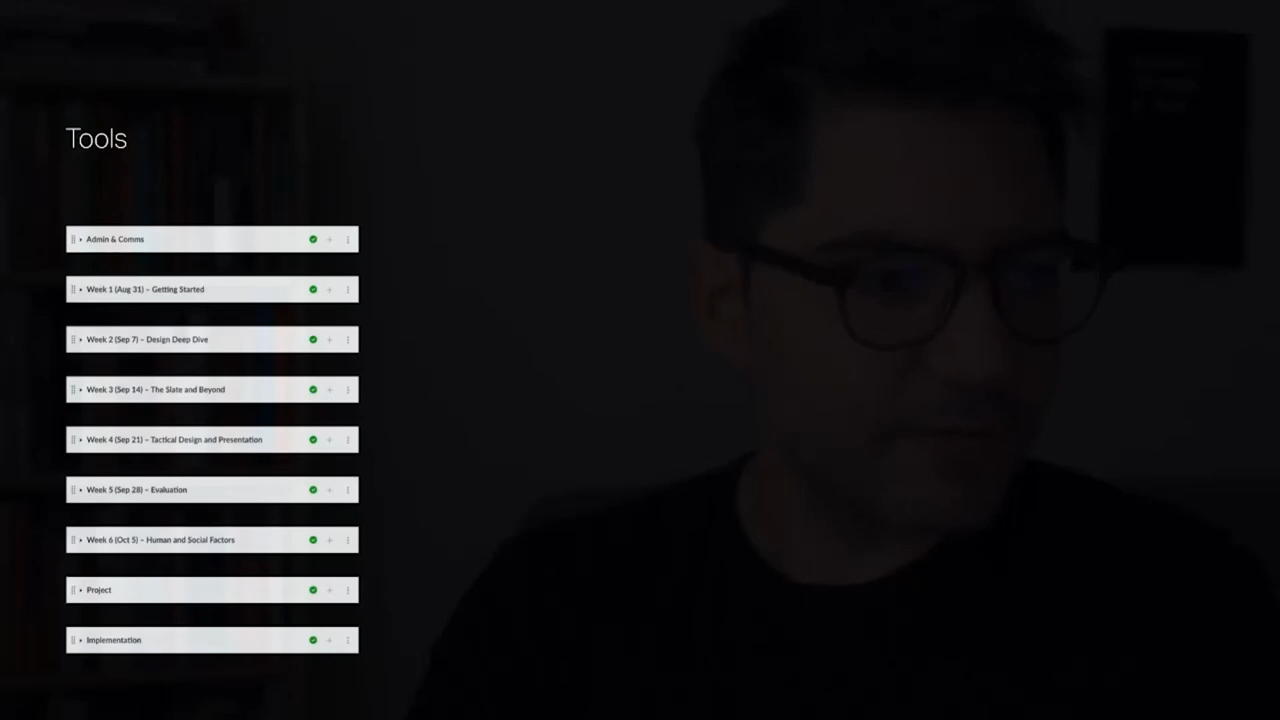 Tools
Admin & Comms
Week 1 (Aug 31) – Getting Started
Week 2 (Sep 7) – Design Deep Dive
Week 3 (Sep 14) – The Slate and Beyond
Week 4 (Sep 21) – Tactical Design and Presentation
Week 5 (Sep 28) – Evaluation
Week 6 (Oct 5) – Human and Social Factors
Project
Implementation